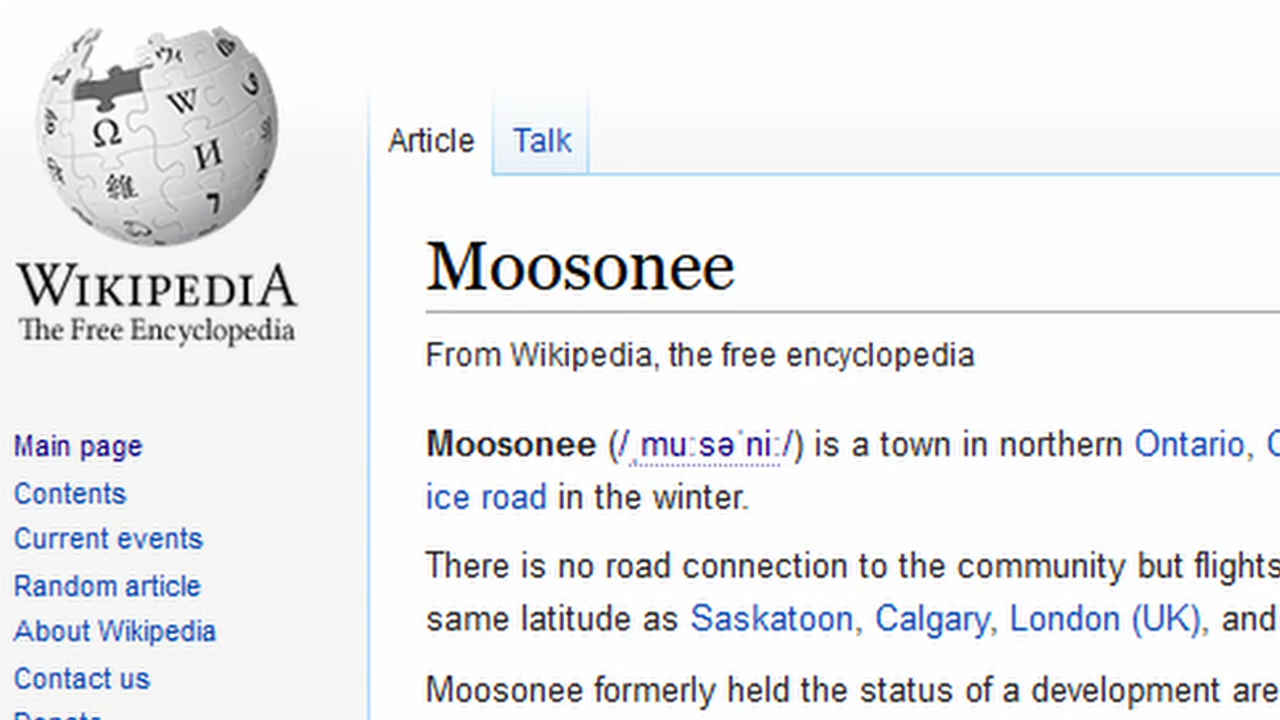 Ω W И 維 7
WIKIPEDIA
The Free Encyclopedia
Main page
Contents
Current events
Random article
About Wikipedia
Contact us
Article Talk
Moosonee
From Wikipedia, the free encyclopedia
Moosonee (/ˌmuːsəˈniː/) is a town in northern Ontario,
ice road in the winter.
There is no road connection to the community but flights
same latitude as Saskatoon, Calgary, London (UK), and
Moosonee formerly held the status of a development are